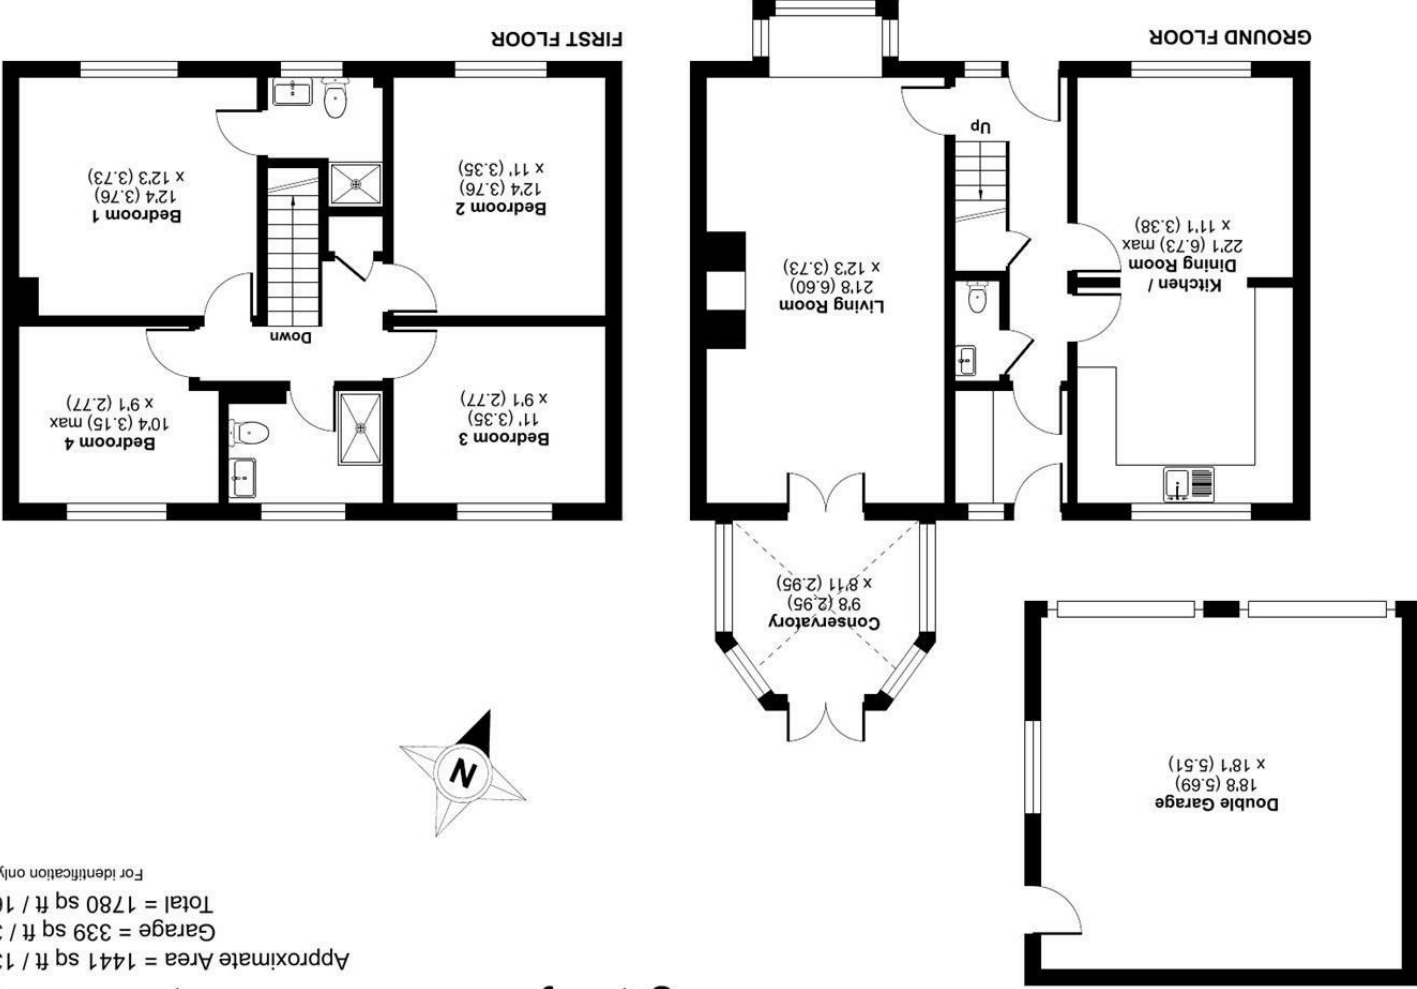 Approximate Area = 1441 sq ft /
Garage = 339 sq ft /
Total = 1780 sq ft /
For identification only
Double Garage
18'8 (5.69)
x 18'1 (5.51)
N
Conservatory
9'8 (2.95)
x 8'11 (2.95)
Kitchen /
Dining Room
22'1 (6.73) max
x 11'1 (3.38)
Living Room
21'8 (6.60)
x 12'3 (3.73)
Up
GROUND FLOOR
Bedroom 3
11' (3.35)
x 9'1 (2.77)
Bedroom 4
10'4 (3.15) max
x 9'1 (2.77)
Down
Bedroom 2
12'4 (3.76)
x 11' (3.35)
Bedroom 1
12'4 (3.76)
x 12'3 (3.73)
FIRST FLOOR